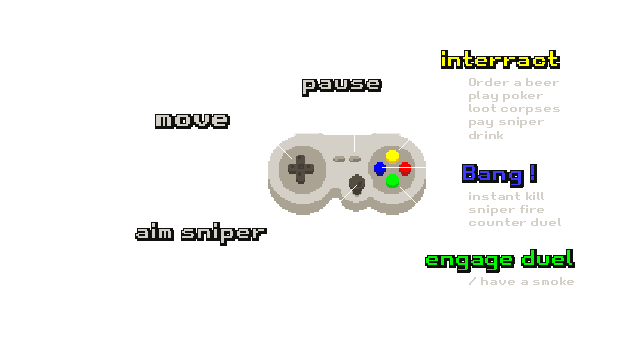 interract
Order a beer
play poker
loot corpses
pay sniper
drink
pause
move
Bang !
instant kill
sniper fire
counter duel
aim sniper
engage duel
/ have a smoke